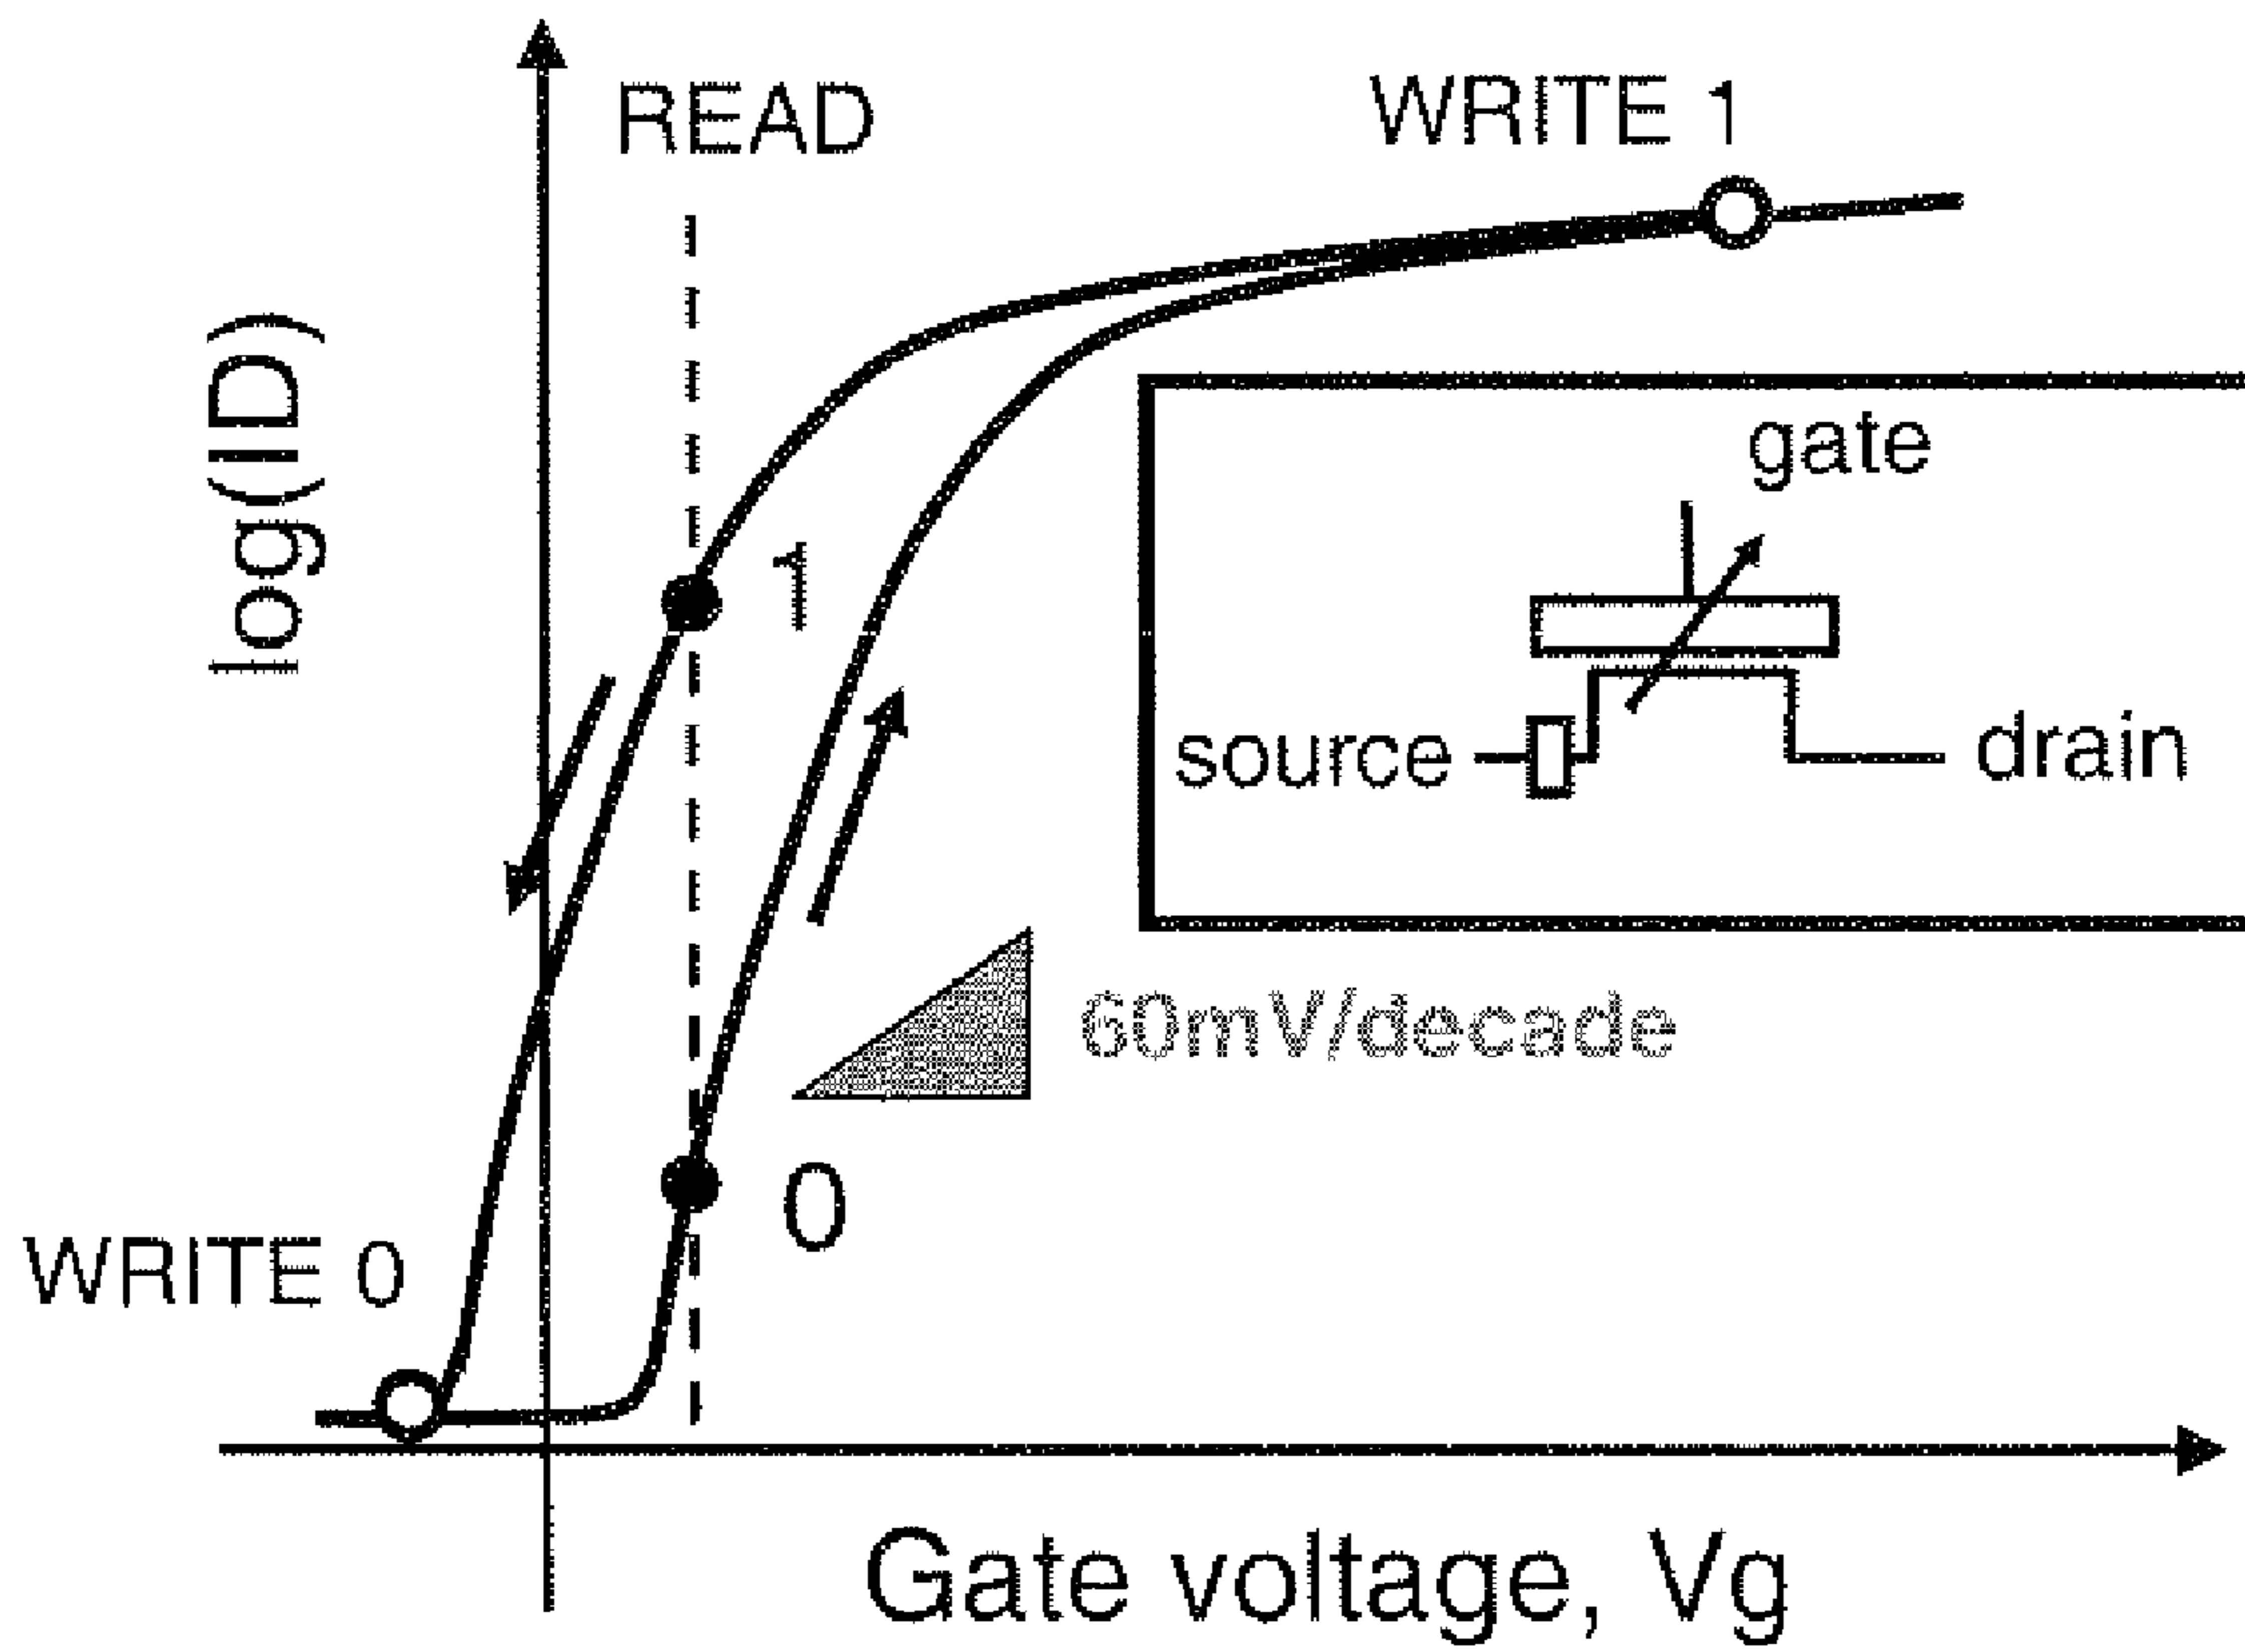 READ
WRITE 1
log(ID)
gate
1
source
drain
60mV/decade
0
WRITE 0
Gate voltage, Vg